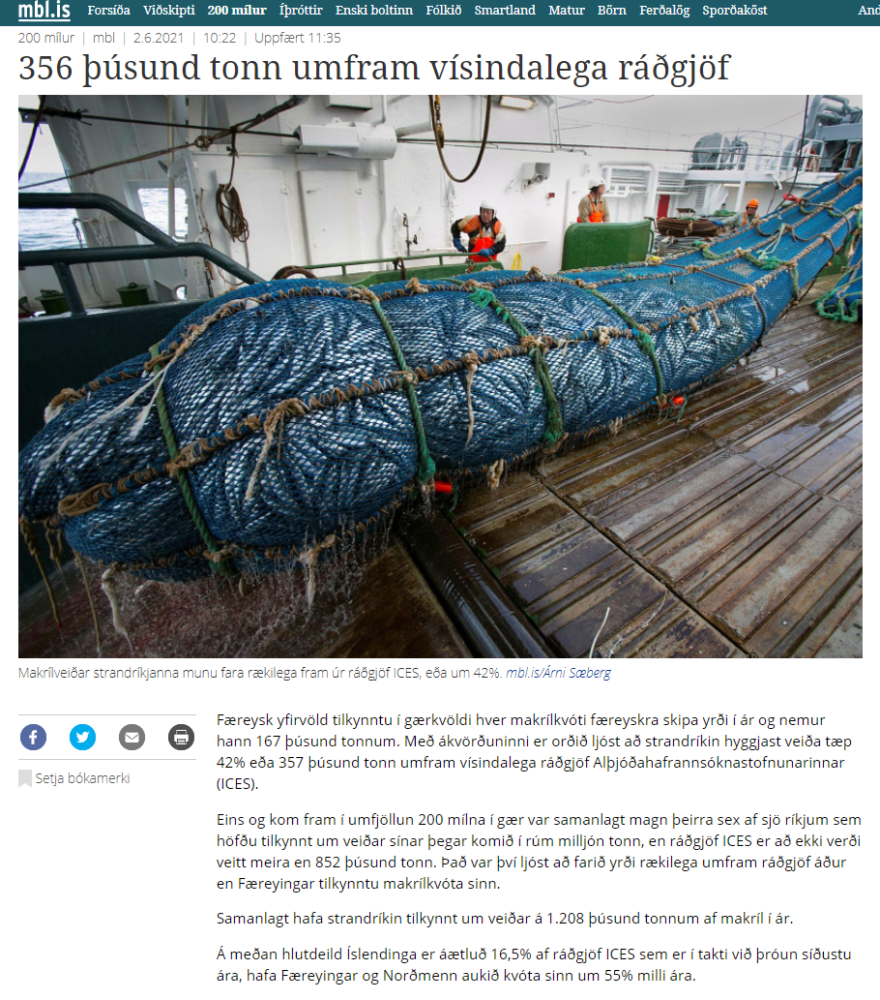 mbl.is Forsíða Viðskipti 200 mílur Íþróttir Enski boltinn Fólkið Smartland Matur Börn Ferðalög Sporðaköst And
200 mílur | mbl | 2.6.2021 | 10:22 | Uppfært 11:35
356 þúsund tonn umfram vísindalega ráðgjöf
Makrílveiðar strandríkjanna munu fara rækilega fram úr ráðgjöf ICES, eða um 42%. mbl.is/Árni Sæberg
Setja bókamerki
Færeysk yfirvöld tilkynntu í gærkvöldi hver makrílkvóti færeyskra skipa yrði í ár og nemur
hann 167 þúsund tonnum. Með ákvörðuninni er orðið ljóst að strandríkin hyggjast veiða tæp
42% eða 357 þúsund tonn umfram vísindalega ráðgjöf Alþjóðahafrannsóknastofnunarinnar
(ICES).
Eins og kom fram í umfjöllun 200 mílna í gær var samanlagt magn þeirra sex af sjö ríkjum sem
höfðu tilkynnt um veiðar sínar þegar komið í rúm milljón tonn, en ráðgjöf ICES er að ekki verði
veitt meira en 852 þúsund tonn. Það var því ljóst að farið yrði rækilega umfram ráðgjöf áður
en Færeyingar tilkynntu makrílkvóta sinn.
Samanlagt hafa strandríkin tilkynnt um veiðar á 1.208 þúsund tonnum af makríl í ár.
Á meðan hlutdeild Íslendinga er áætluð 16,5% af ráðgjöf ICES sem er í takti við þróun síðustu
ára, hafa Færeyingar og Norðmenn aukið kvóta sinn um 55% milli ára.